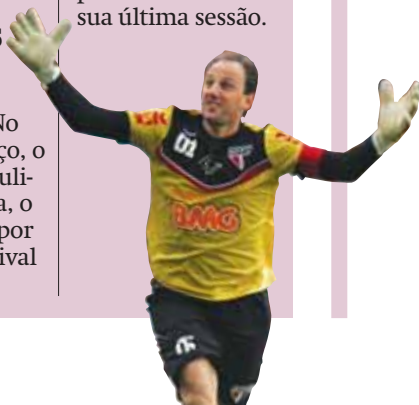 No
ço, o
uli-
a, o
por
ival
sua última sessão.
01
BMG